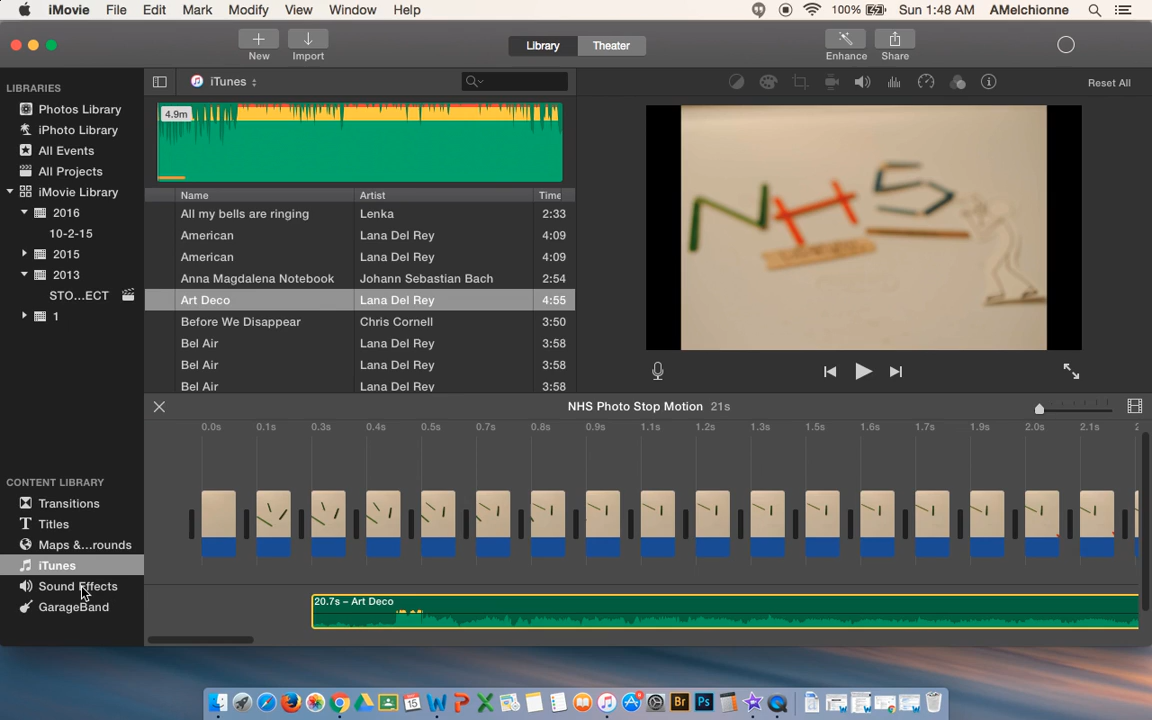 iMovie File Edit Mark Modify View Window Help 100% Sun 1:48 AM AMelchionne
New Import Library Theater Enhance Share
LIBRARIES iTunes Reset All
Photos Library
iPhoto Library
All Events
All Projects
iMovie Library
2016
10-2-15
2015
2013
STO...ECT
1
4.9m
Name Artist Time
All my bells are ringing Lenka 2:33
American Lana Del Rey 4:09
American Lana Del Rey 4:09
Anna Magdalena Notebook Johann Sebastian Bach 2:54
Art Deco Lana Del Rey 4:55
Before We Disappear Chris Cornell 3:50
Bel Air Lana Del Rey 3:58
Bel Air Lana Del Rey 3:58
Bel Air Lana Del Rey 3:58
NHS
NHS Photo Stop Motion 21s
0.0s 0.1s 0.3s 0.4s 0.5s 0.7s 0.8s 0.9s 1.1s 1.2s 1.3s 1.5s 1.6s 1.7s 1.9s 2.0s 2.1s 2
CONTENT LIBRARY
Transitions
Titles
Maps &...rounds
iTunes
Sound Effects
GarageBand
20.7s – Art Deco